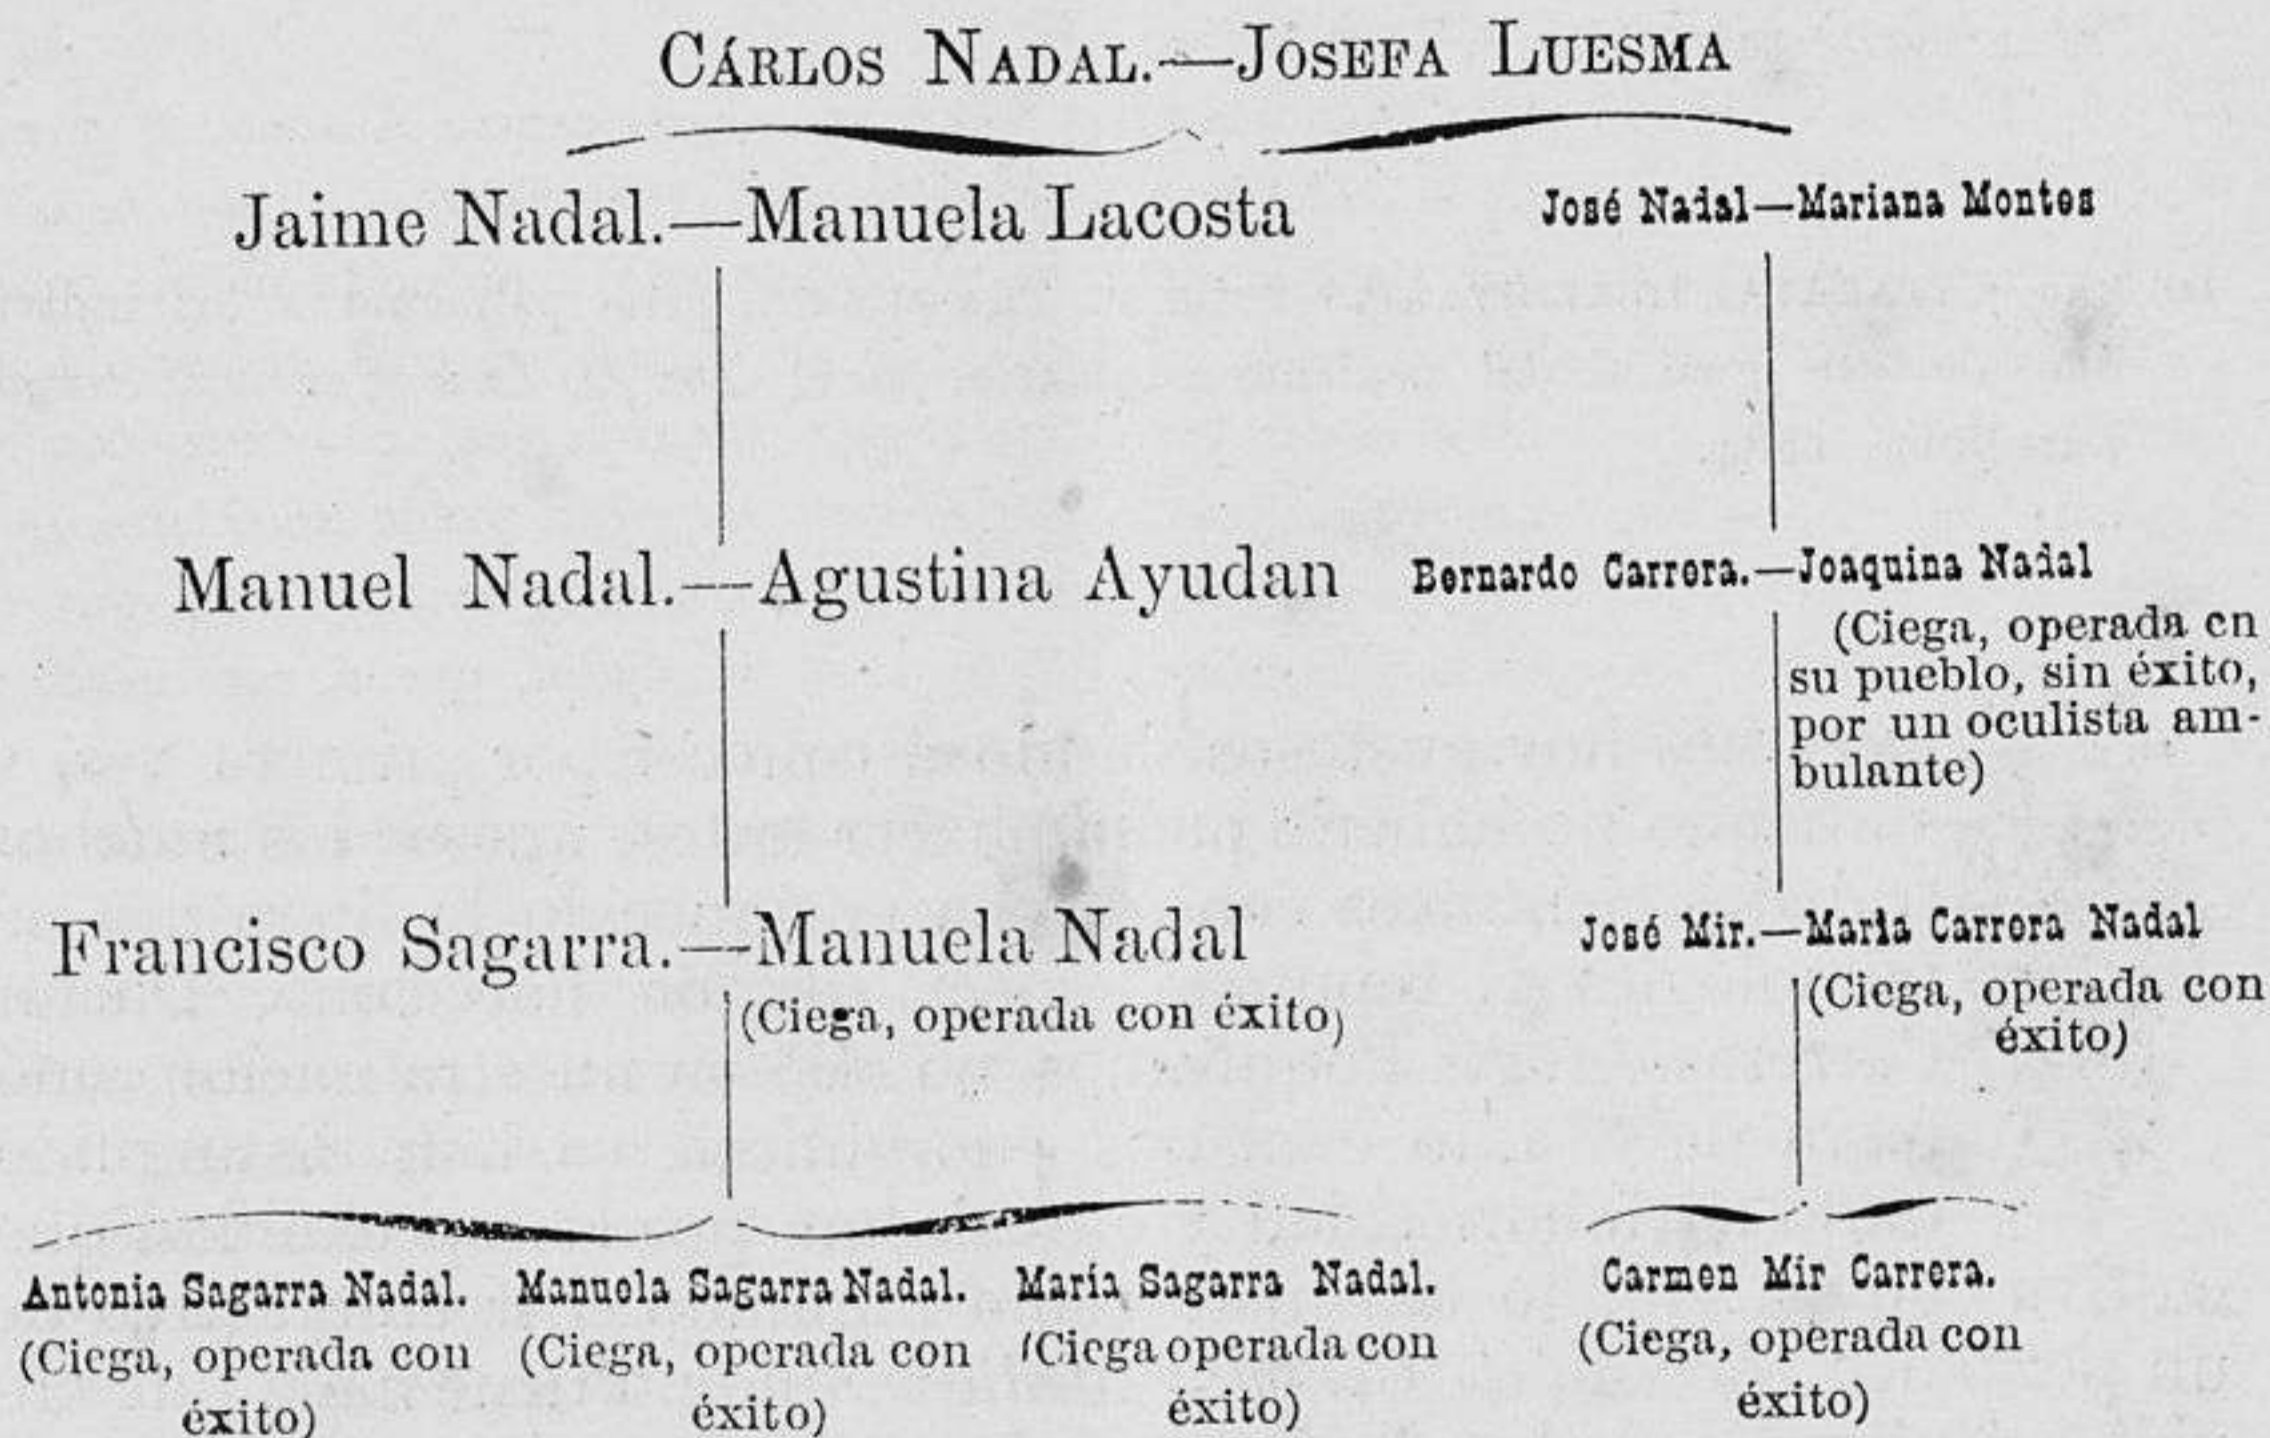 CÁRLOS NADAL.—JOSEFA LUESMA
Jaime Nadal.—Manuela Lacosta
José Nadal—Mariana Montes
Manuel Nadal.—Agustina Ayudan
Bernardo Carrera.—Joaquina Nadal
(Ciega, operada en
su pueblo, sin éxito,
por un oculista am-
bulante)
Francisco Sagarra.—Manuela Nadal
(Ciega, operada con éxito)
José Mir.—Maria Carrera Nadal
(Ciega, operada con
éxito)
Antonia Sagarra Nadal.
(Ciega, operada con
éxito)
Manuela Sagarra Nadal.
(Ciega, operada con
éxito)
María Sagarra Nadal.
(Ciega operada con
éxito)
Carmen Mir Carrera.
(Ciega, operada con
éxito)